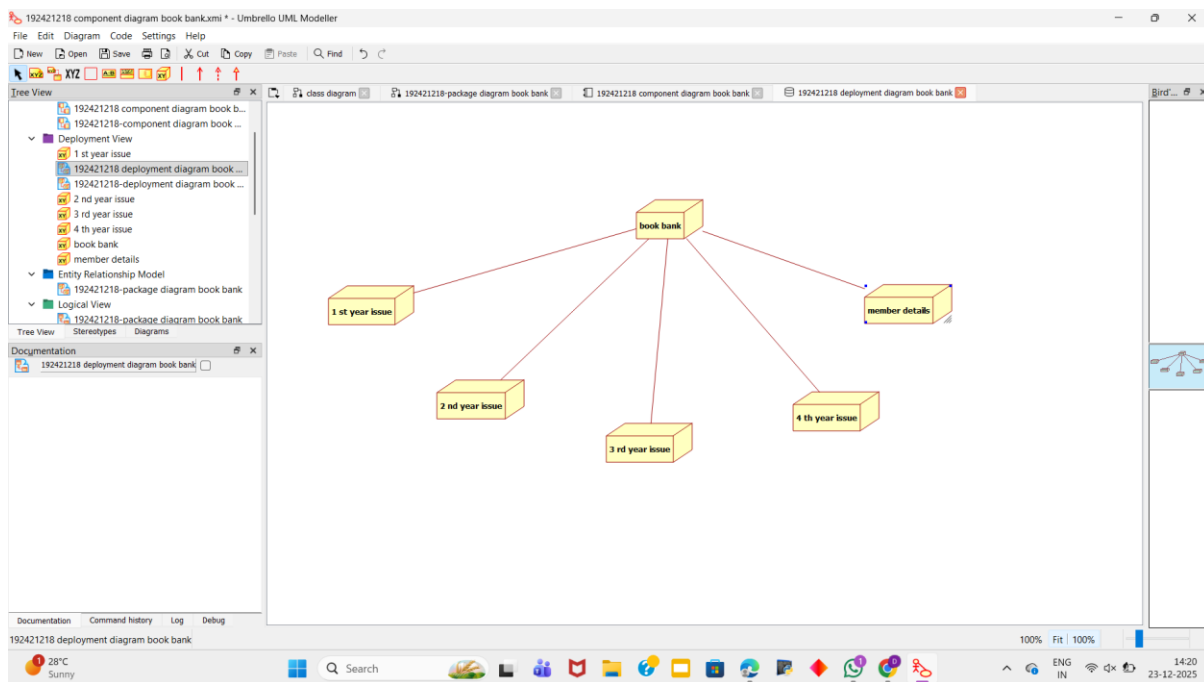 192421218 component diagram book bank.xmi * - Umbrello UML Modeller
File Edit Diagram Code Settings Help
New Open Save Cut Copy Paste Find
XYZ
Tree View
192421218 component diagram book b...
192421218-component diagram book ...
Deployment View
1 st year issue
192421218 deployment diagram book ...
192421218-deployment diagram book ...
2 nd year issue
3 rd year issue
4 th year issue
book bank
member details
Entity Relationship Model
192421218-package diagram book bank
Logical View
192421218-package diagram book bank
Tree View Stereotypes Diagrams
Documentation
192421218 deployment diagram book bank
Documentation Command history Log Debug
class diagram 192421218-package diagram book bank 192421218 component diagram book bank 192421218 deployment diagram book bank
book bank
1 st year issue
member details
2 nd year issue
4 th year issue
3 rd year issue
Bird'...
192421218 deployment diagram book bank
100% Fit 100%
1
28°C
Sunny
Search
1
ENG
IN
14:20
23-12-2025